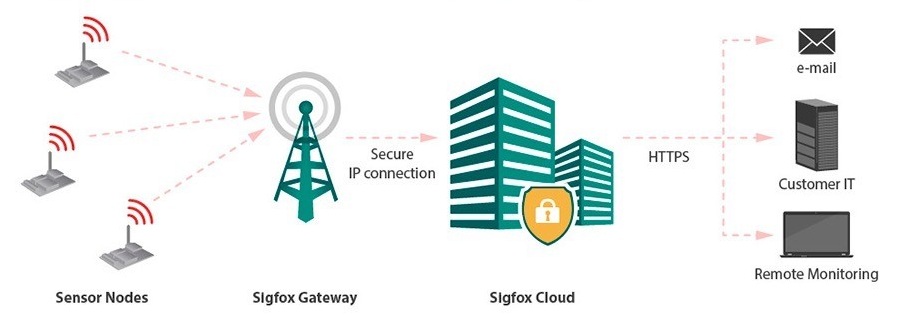 e-mail
Secure
IP connection
HTTPS
Customer IT
Remote Monitoring
Sensor Nodes
Sigfox Gateway
Sigfox Cloud